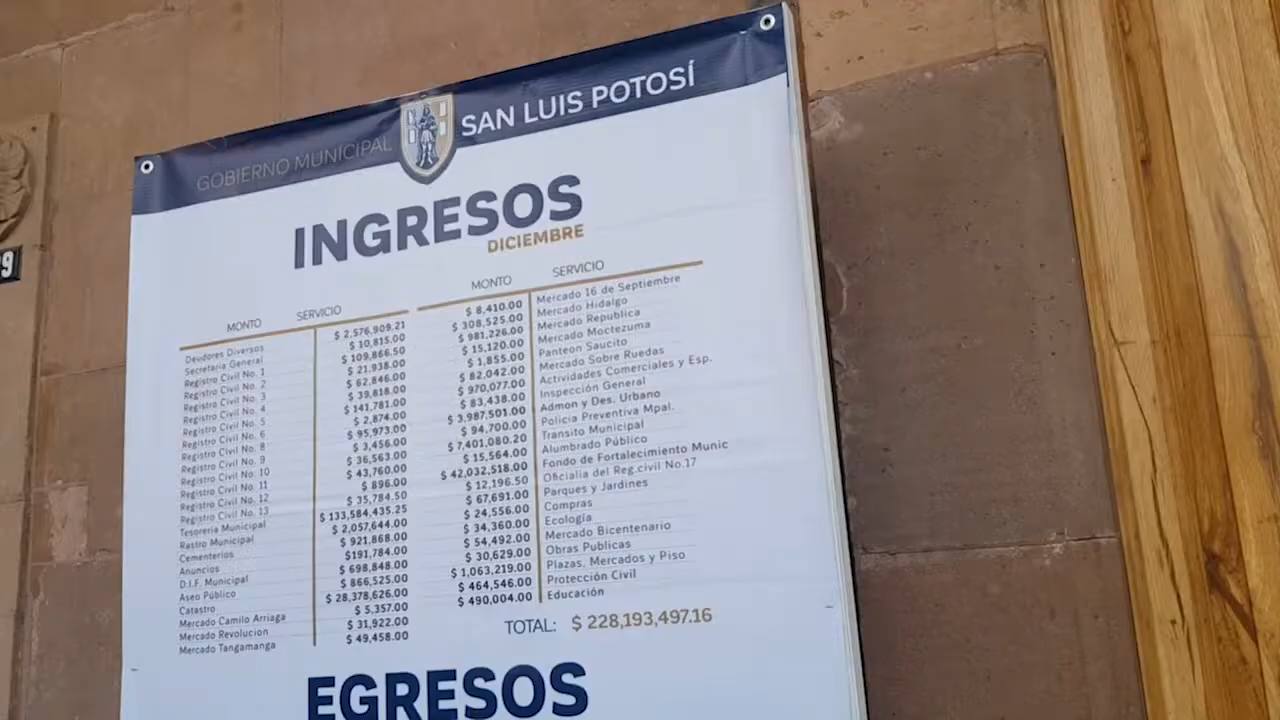 GOBIERNO MUNICIPAL SAN LUIS POTOSÍ
INGRESOS
DICIEMBRE
MONTO SERVICIO MONTO SERVICIO
Deudores Diversos $ 2,576,909.21
Secretaria General $ 10,815.00
Registro Civil No. 1 $ 109,866.50
Registro Civil No. 2 $ 21,938.00
Registro Civil No. 3 $ 62,846.00
Registro Civil No. 4 $ 39,818.00
Registro Civil No. 5 $ 141,781.00
Registro Civil No. 6 $ 2,874.00
Registro Civil No. 8 $ 95,973.00
Registro Civil No. 9 $ 3,456.00
Registro Civil No. 10 $ 36,563.00
Registro Civil No. 11 $ 43,760.00
Registro Civil No. 12 $ 896.00
Registro Civil No. 13 $ 35,784.50
Tesoreria Municipal $ 133,584,435.25
Rastro Municipal $ 2,057,644.00
Cementerios $ 921,868.00
Anuncios $191,784.00
D.I.F. Municipal $ 698,848.00
Aseo Público $ 866,525.00
Catastro $ 28,378,626.00
Mercado Camilo Arriaga $ 5,357.00
Mercado Revolucion $ 31,922.00
Mercado Tangamanga $ 49,458.00
$ 8,410.00 Mercado 16 de Septiembre
$ 308,525.00 Mercado Hidalgo
$ 981,226.00 Mercado Republica
$ 15,120.00 Mercado Moctezuma
$ 1,855.00 Panteon Saucito
$ 82,042.00 Mercado Sobre Ruedas
$ 970,077.00 Actividades Comerciales y Esp.
$ 83,438.00 Inspección General
$ 3,987,501.00 Admon y Des. Urbano
$ 94,700.00 Policia Preventiva Mpal.
$ 7,401,080.20 Transito Municipal
$ 15,564.00 Alumbrado Público
$ 42,032,518.00 Fondo de Fortalecimiento Munic
$ 12,196.50 Oficialia del Reg.civil No.17
$ 67,691.00 Parques y Jardines
$ 24,556.00 Compras
$ 34,360.00 Ecología
$ 54,492.00 Mercado Bicentenario
$ 30,629.00 Obras Publicas
$ 1,063,219.00 Plazas, Mercados y Piso
$ 464,546.00 Protección Civil
$ 490,004.00 Educación
TOTAL: $ 228,193,497.16
EGRESOS
9